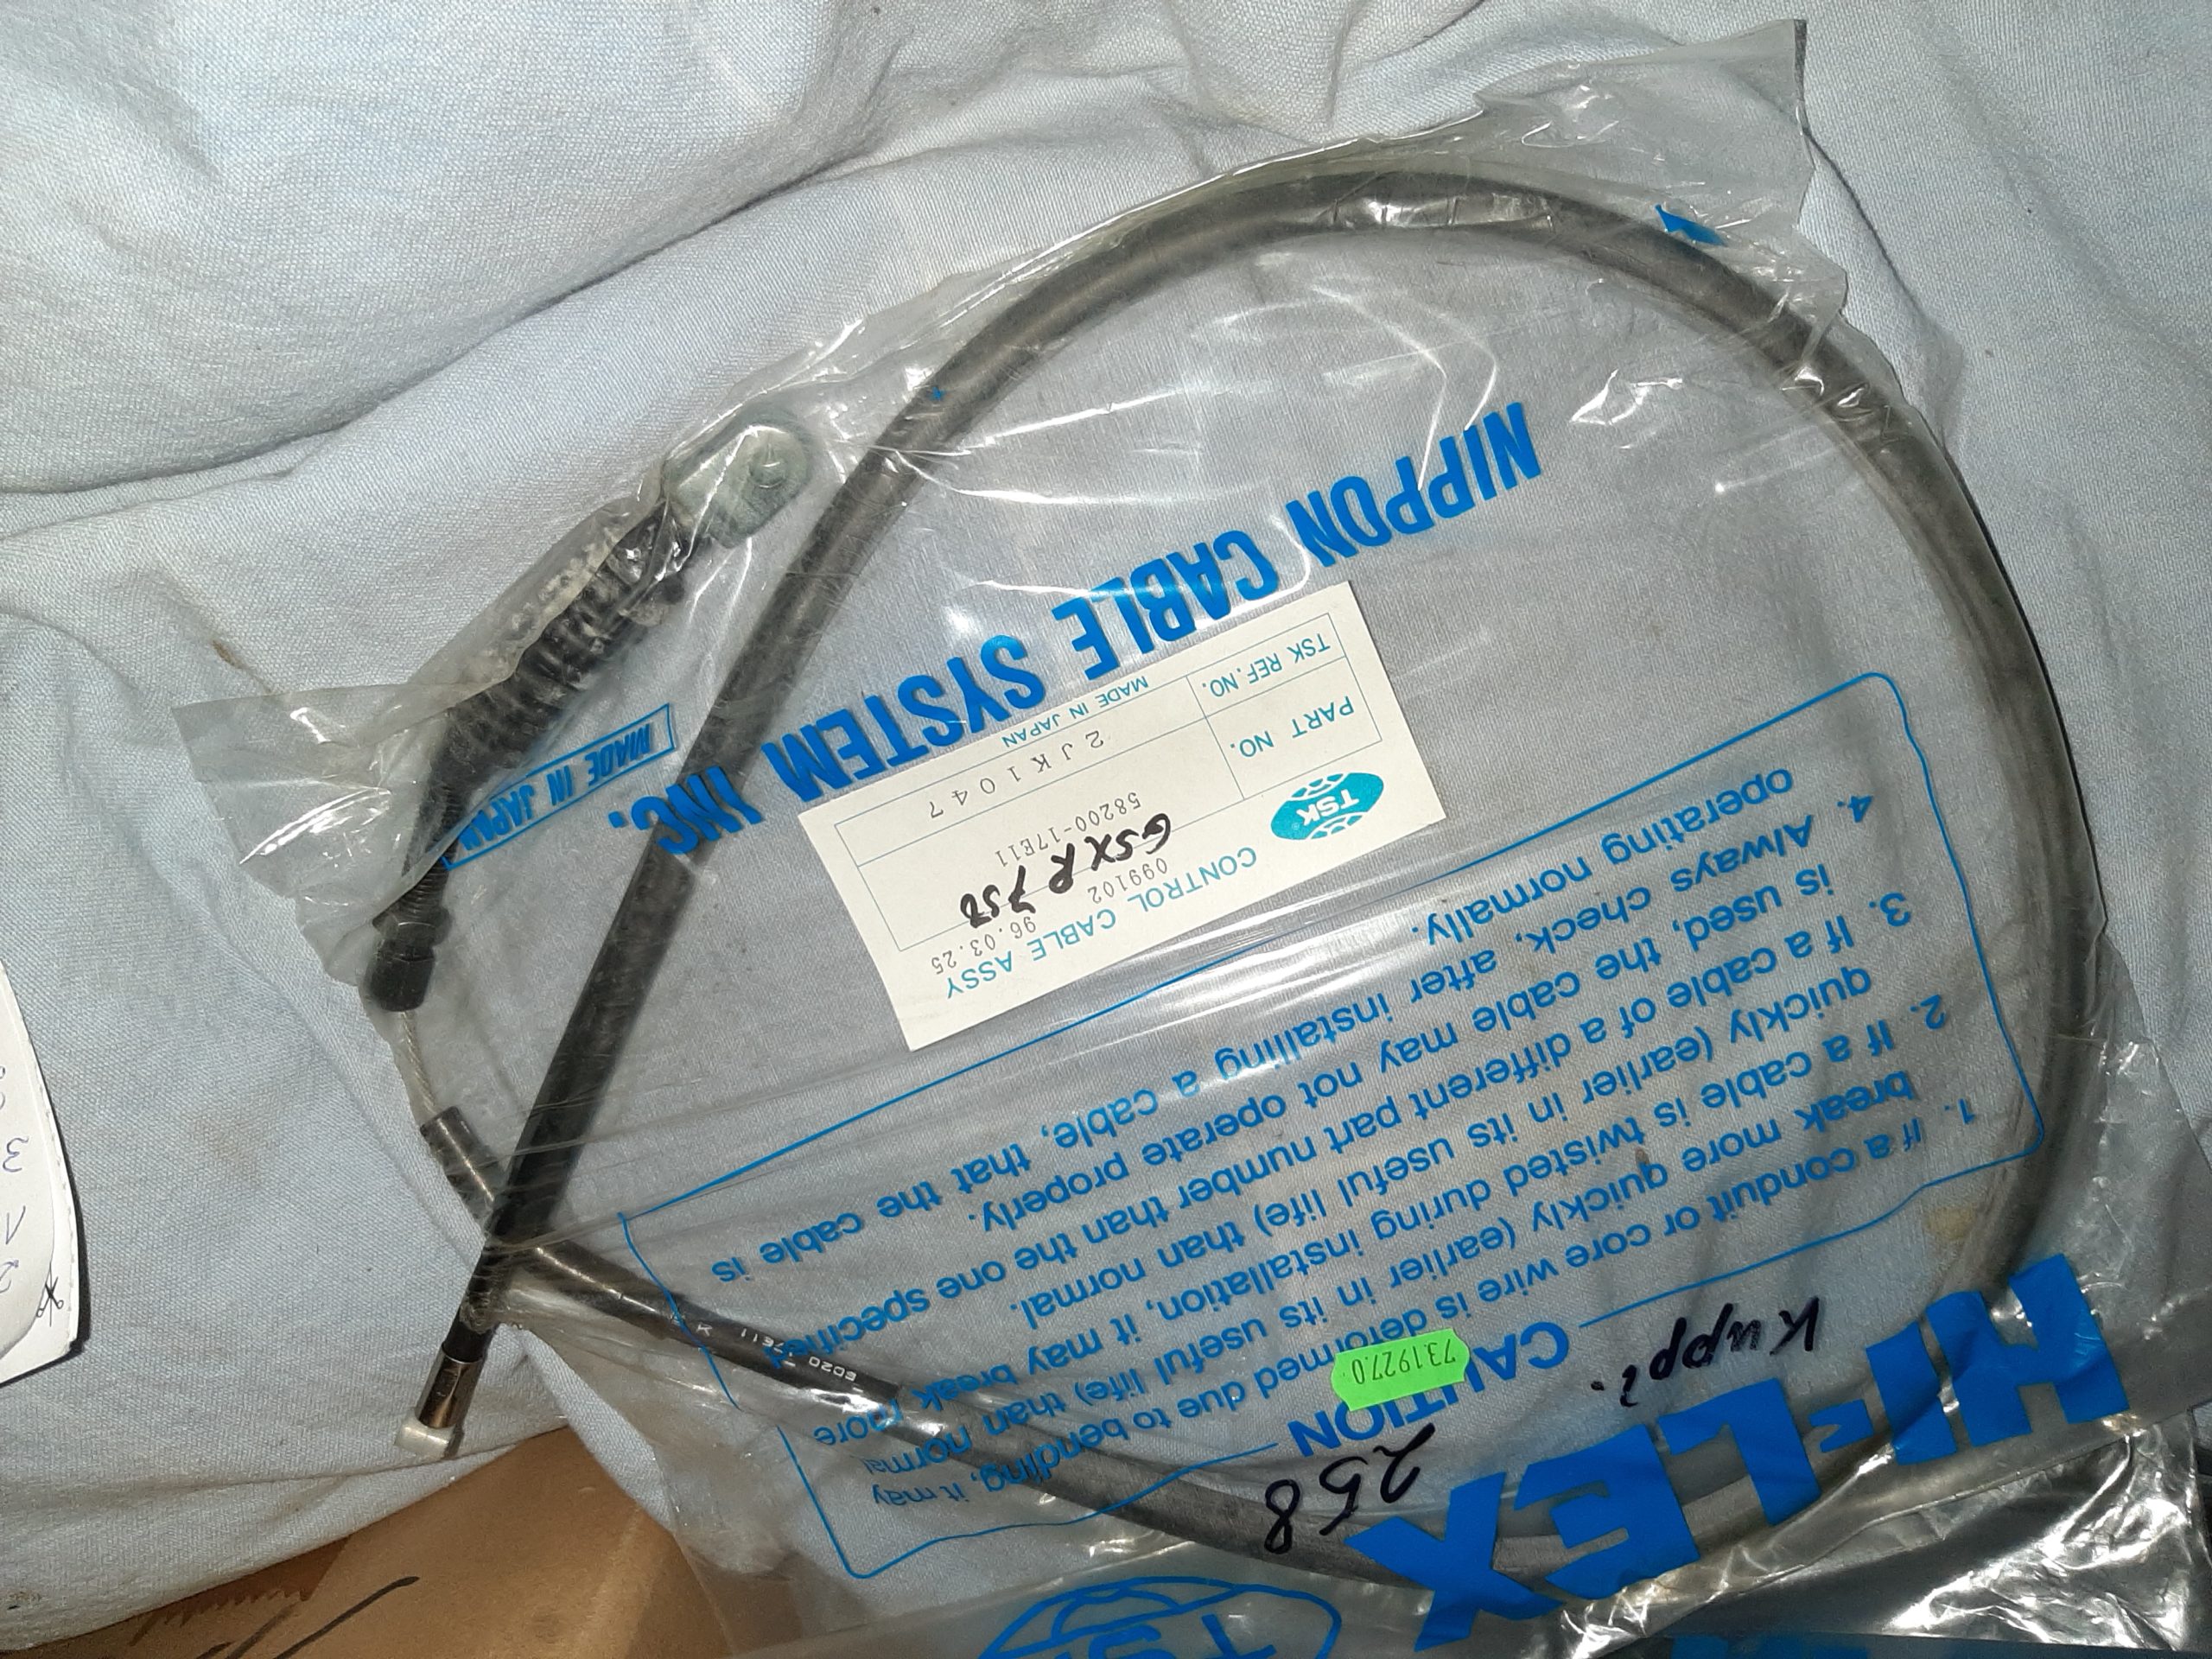 TSK
HI-LEX
Kuppl.
258
CAUTION
73.1927.0
1. If a conduit or core wire is deformed due to bending, it may
break more quickly (earlier in its useful life) than normal
2. If a cable is twisted during installation, it may break more
quickly (earlier in its useful life) than normal.
3. If a cable of a different part number than the one specified
is used, the cable may not operate properly.
4. Always check, after installing a cable, that the cable is
operating normally.
TSK CONTROL CABLE ASSY
099102 96.03.25
GSXR 750
PART NO. 58200-17E11
2JK1047
TSK REF.NO.
MADE IN JAPAN
NIPPON CABLE SYSTEM INC.
MADE IN JAPAN